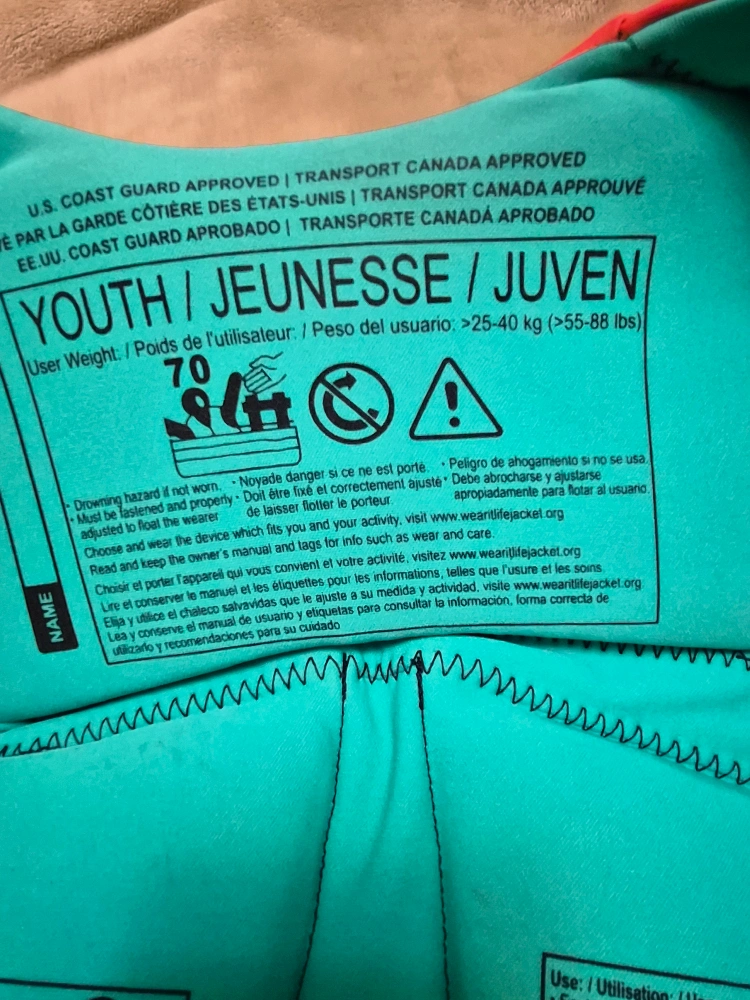 U.S. COAST GUARD APPROVED | TRANSPORT CANADA APPROVED
PAR LA GARDE CÔTIÈRE DES ÉTATS-UNIS | TRANSPORT CANADA APPROUVÉ
EE.UU. COAST GUARD APROBADO | TRANSPORTE CANADÁ APROBADO
YOUTH / JEUNESSE / JUVEN
User Weight: / Poids de l'utilisateur: / Peso del usuario: >25-40 kg (>55-88 lbs)
70
• Drowning hazard if not worn.
• Must be fastened and properly
adjusted to float the wearer
• Noyade danger si ce ne est porté.
• Doit être fixé el correctement ajusté
de laisser flotter le porteur.
• Peligro de ahogamiento si no se usa.
• Debe abrocharse y ajustarse
apropiadamente para flotar al usuario.
Choose and wear the device which fits you and your activity, visit www.wearitlifejacket.org
Read and keep the owner's manual and tags for info such as wear and care.
Choisir et porter l'appareil qui vous convient et votre activité, visitez www.wearitlifejacket.org
Lire et conserver le manuel et les étiquettes pour les informations, telles que l'usure et les soins.
Elija y utilice el chaleco salvavidas que le ajuste a su medida y actividad, visite www.wearitlifejacket.org
Lea y conserve el manual de usuario y etiquetas para consultar la información, forma correcta de
utilizarlo y recomendaciones para su cuidado
NAME
Use: / Utilisation: /